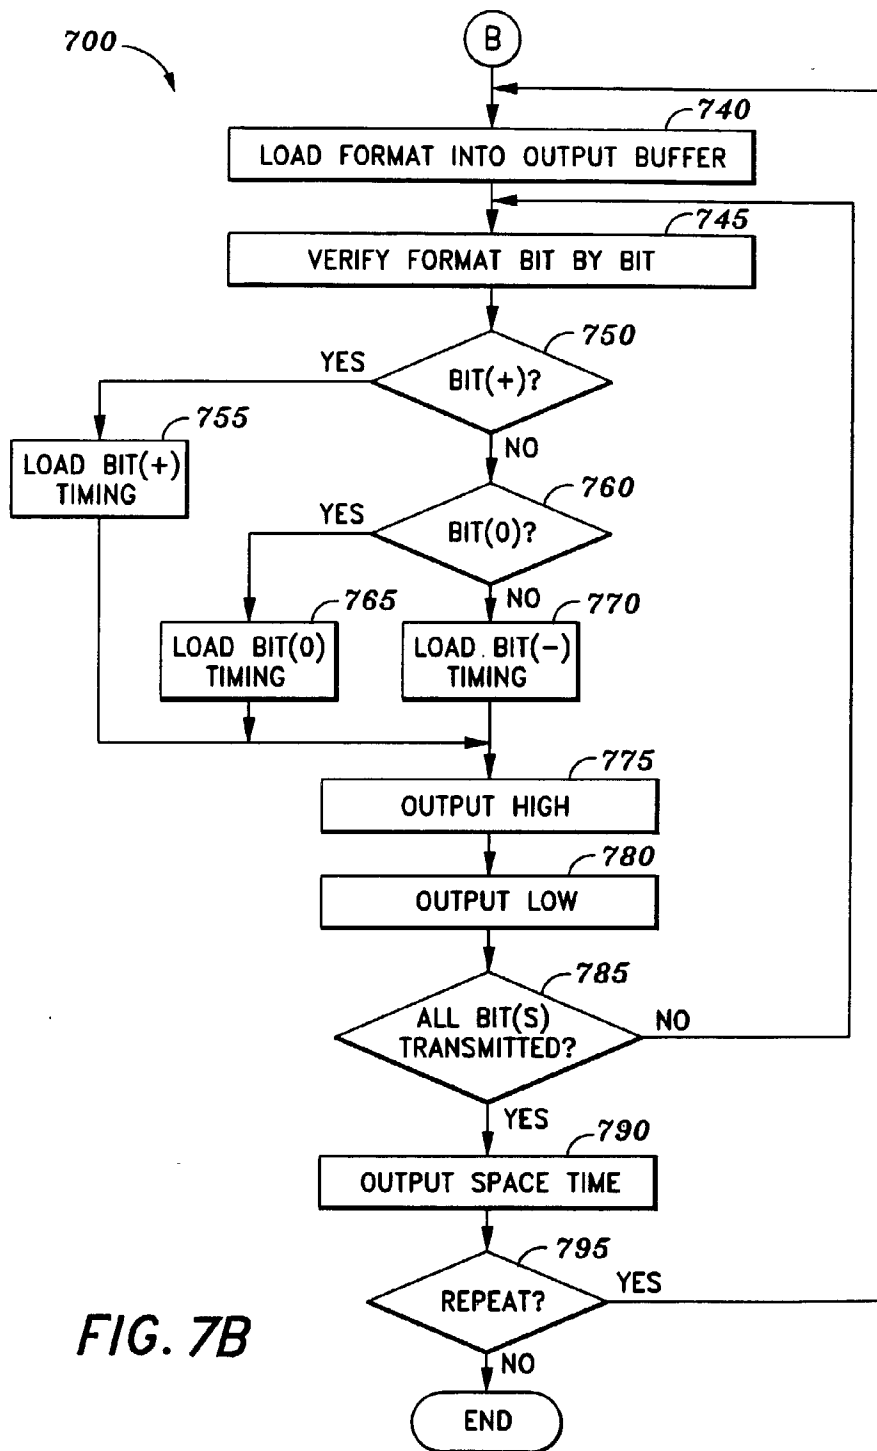 700
B
740
LOAD FORMAT INTO OUTPUT BUFFER
745
VERIFY FORMAT BIT BY BIT
750
YES
BIT(+)?
755
NO
LOAD BIT(+)
TIMING
760
YES
BIT(0)?
765
NO
770
LOAD BIT(0)
TIMING
LOAD BIT(-)
TIMING
775
OUTPUT HIGH
780
OUTPUT LOW
785
ALL BIT(S)
TRANSMITTED?
NO
YES
790
OUTPUT SPACE TIME
795
REPEAT?
YES
NO
END
FIG. 7B